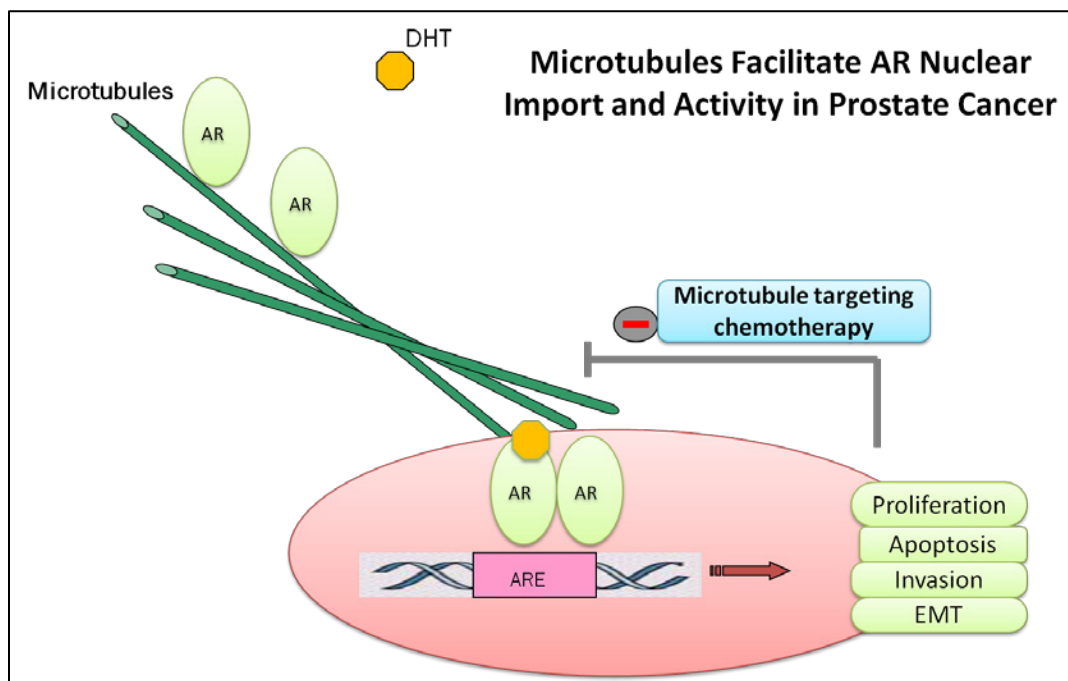 DHT
Microtubules Facilitate AR Nuclear
Import and Activity in Prostate Cancer
Microtubules
AR
AR
Microtubule targeting
chemotherapy
AR
AR
ARE
Proliferation
Apoptosis
Invasion
EMT